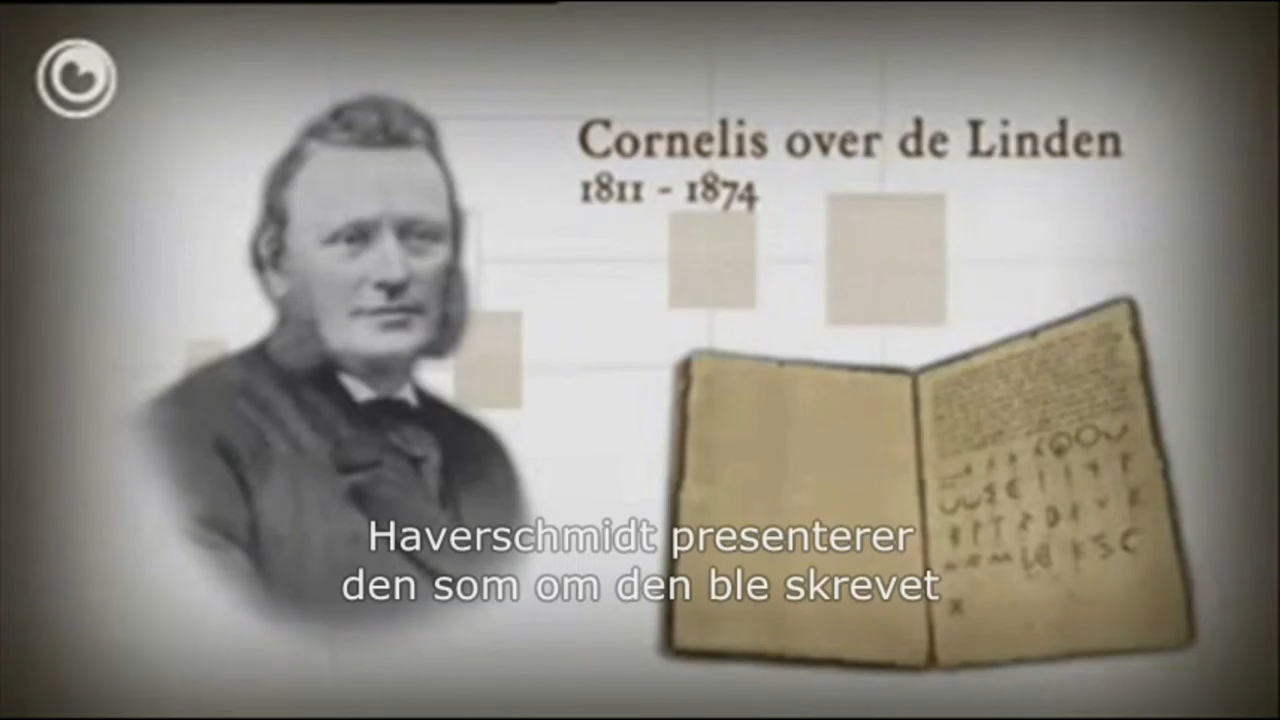 Cornelis over de Linden
1811 - 1874
Haverschmidt presenterer
den som om den ble skrevet